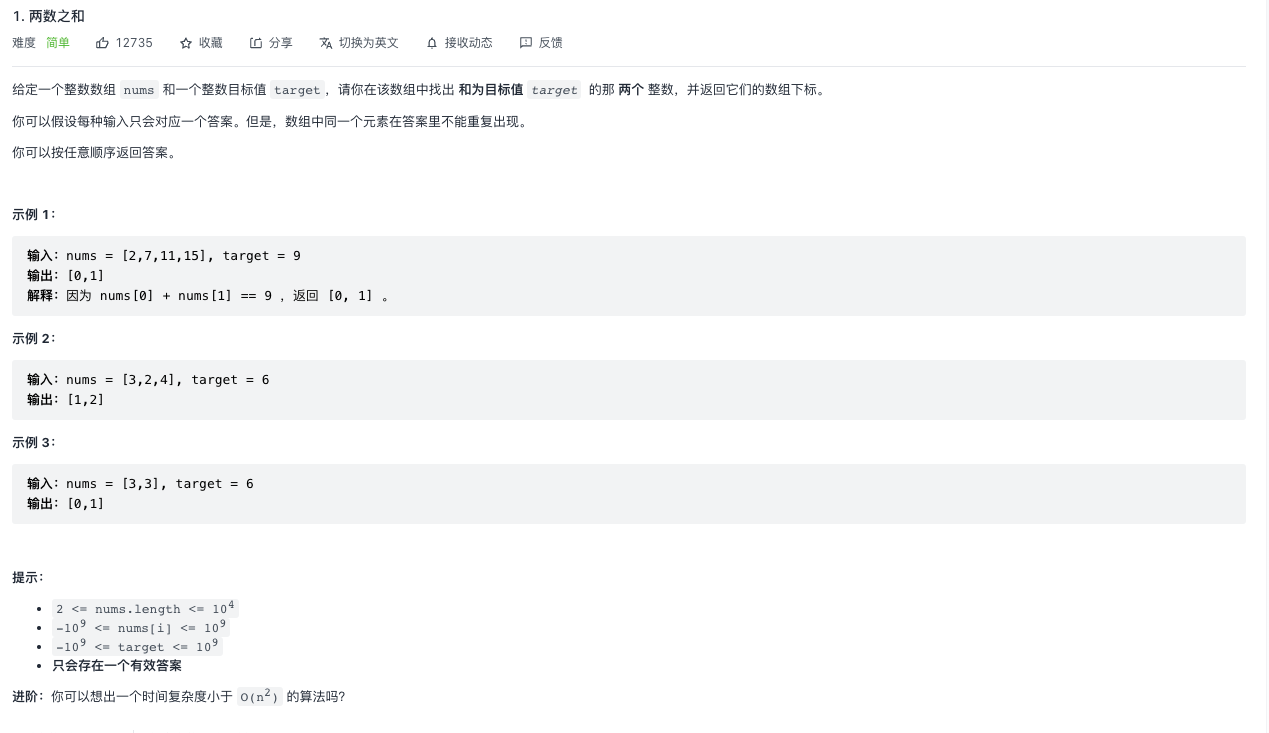 1. 两数之和
难度 简单 12735 收藏 分享 切换为英文 接收动态 反馈
给定一个整数数组 nums 和一个整数目标值 target，请你在该数组中找出 和为目标值 target 的那 两个 整数，并返回它们的数组下标。
你可以假设每种输入只会对应一个答案。但是，数组中同一个元素在答案里不能重复出现。
你可以按任意顺序返回答案。
示例 1：
输入：nums = [2,7,11,15], target = 9
输出：[0,1]
解释：因为 nums[0] + nums[1] == 9 ，返回 [0, 1] 。
示例 2：
输入：nums = [3,2,4], target = 6
输出：[1,2]
示例 3：
输入：nums = [3,3], target = 6
输出：[0,1]
提示：
• 2 <= nums.length <= 10⁴
• -10⁹ <= nums[i] <= 10⁹
• -10⁹ <= target <= 10⁹
• 只会存在一个有效答案
进阶：你可以想出一个时间复杂度小于 O(n²) 的算法吗？